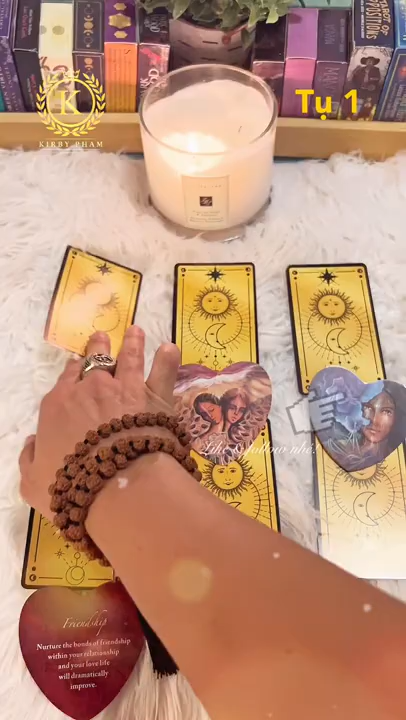 Tụ 1
K
KIRBY PHAM
Like & follow nhé!
Friendship
Nurture the bonds of friendship
within your relationship
and your love life
will dramatically
improve.